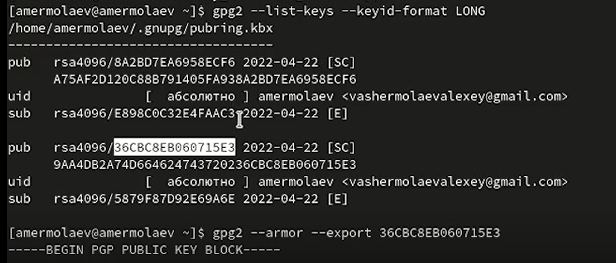 [amermolaev@amermolaev ~]$ gpg2 --list-keys --keyid-format LONG
/home/amermolaev/.gnupg/pubring.kbx
-----------------------------------
pub   rsa4096/8A2BD7EA6958ECF6 2022-04-22 [SC]
      A75AF2D120C88B791405FA938A2BD7EA6958ECF6
uid                 [  абсолютно ] amermolaev <vashermolaevalexey@gmail.com>
sub   rsa4096/E898C0C32E4FAAC3 2022-04-22 [E]
pub   rsa4096/36CBC8EB060715E3 2022-04-22 [SC]
      9AA4DB2A74D664624743720236CBC8EB060715E3
uid                 [  абсолютно ] amermolaev <vashermolaevalexey@gmail.com>
sub   rsa4096/5879F87D92E69A6E 2022-04-22 [E]
[amermolaev@amermolaev ~]$ gpg2 --armor --export 36CBC8EB060715E3
-----BEGIN PGP PUBLIC KEY BLOCK-----